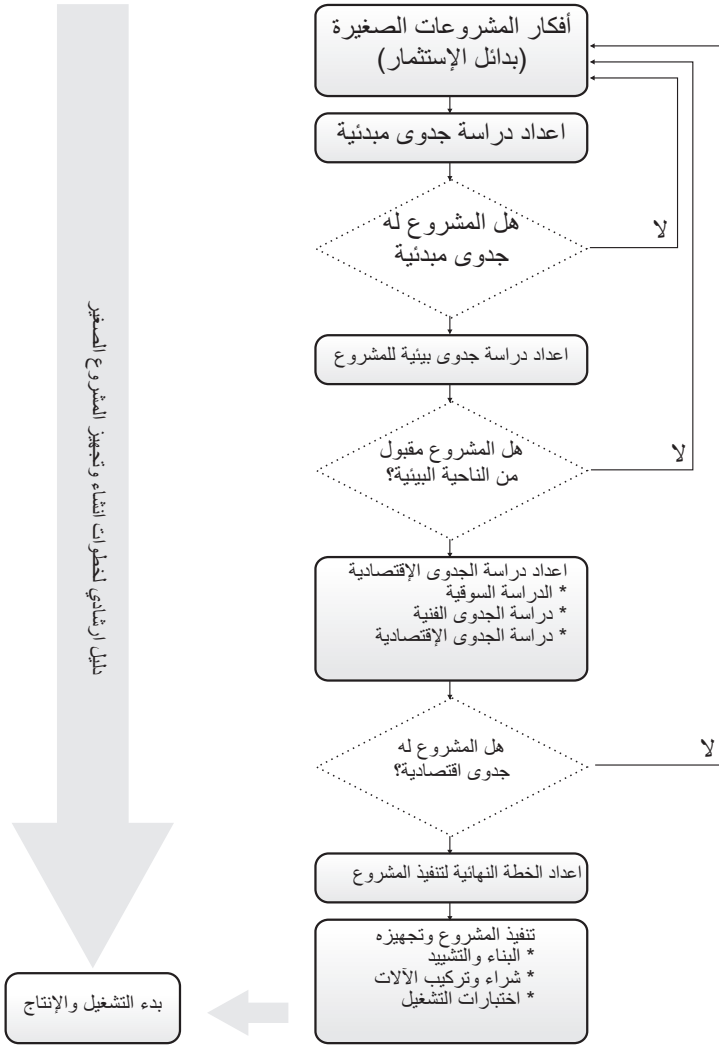 أفكار المشروعات الصغيرة
(بدائل الإستثمار)
اعداد دراسة جدوى مبدئية
هل المشروع له
جدوى مبدئية
لا
اعداد دراسة جدوى بيئية للمشروع
هل المشروع مقبول
من الناحية البيئية؟
لا
اعداد دراسة الجدوى الإقتصادية
* الدراسة السوقية
* دراسة الجدوى الفنية
* دراسة الجدوى الإقتصادية
هل المشروع له
جدوى اقتصادية؟
لا
اعداد الخطة النهائية لتنفيذ المشروع
تنفيذ المشروع وتجهيزه
* البناء والتشييد
* شراء وتركيب الآلات
* اختبارات التشغيل
بدء التشغيل والإنتاج
دليل ارشادي لخطوات انشاء وتجهيز المشروع الصغير